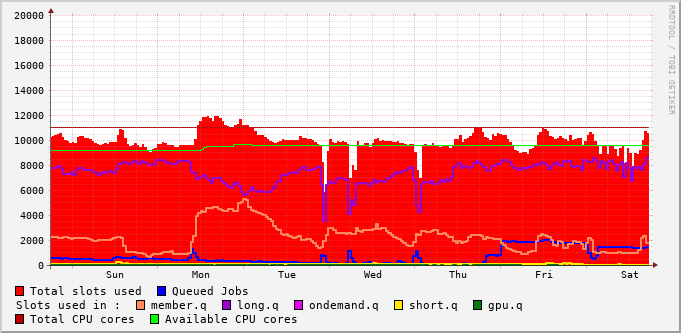 20000
18000
16000
14000
12000
10000
8000
6000
4000
2000
0
Sun Mon Tue Wed Thu Fri Sat
RRDTOOL / TOBI OETIKER
Total slots used Queued Jobs
Slots used in : member.q long.q ondemand.q short.q gpu.q
Total CPU cores Available CPU cores